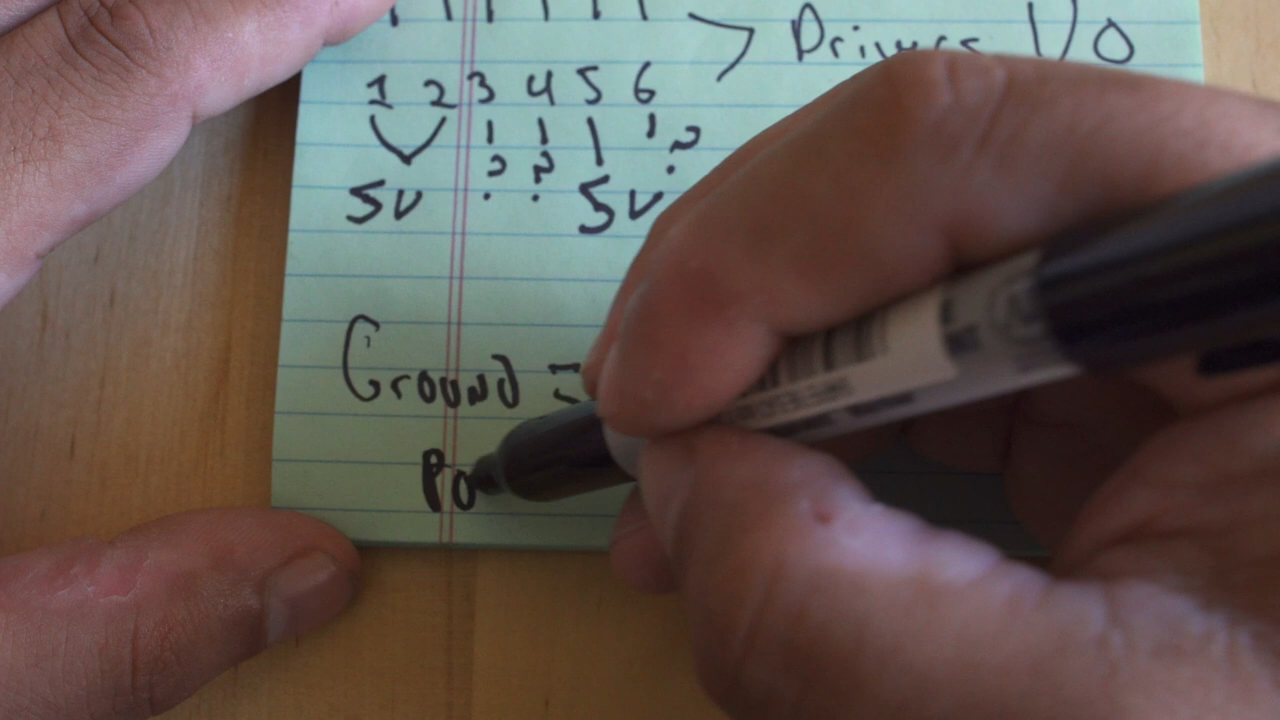 Drivers I/O
1 2 3 4 5 6
? ? ?
5V 5V
Ground =
Po